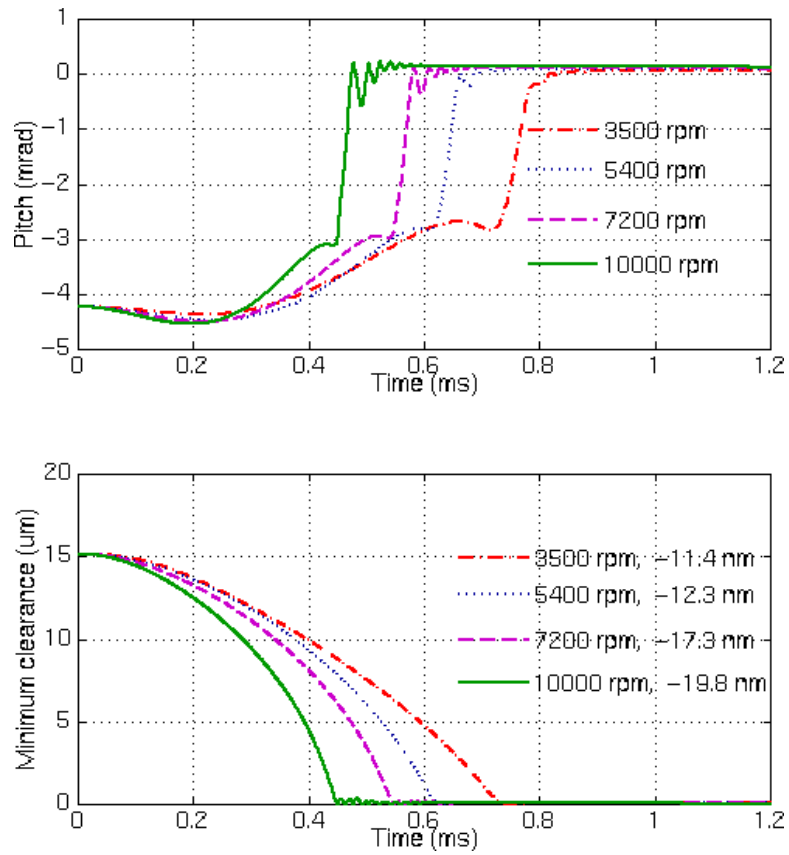 1
0
−1
−2
−3
−4
−5
Pitch (mrad)
3500 rpm
5400 rpm
7200 rpm
10000 rpm
0 0.2 0.4 0.6 0.8 1 1.2
Time (ms)
20
15
10
5
0
Minimum clearance (um)
3500 rpm, −11.4 nm
5400 rpm, −12.3 nm
7200 rpm, −17.3 nm
10000 rpm, −19.8 nm
0 0.2 0.4 0.6 0.8 1 1.2
Time (ms)